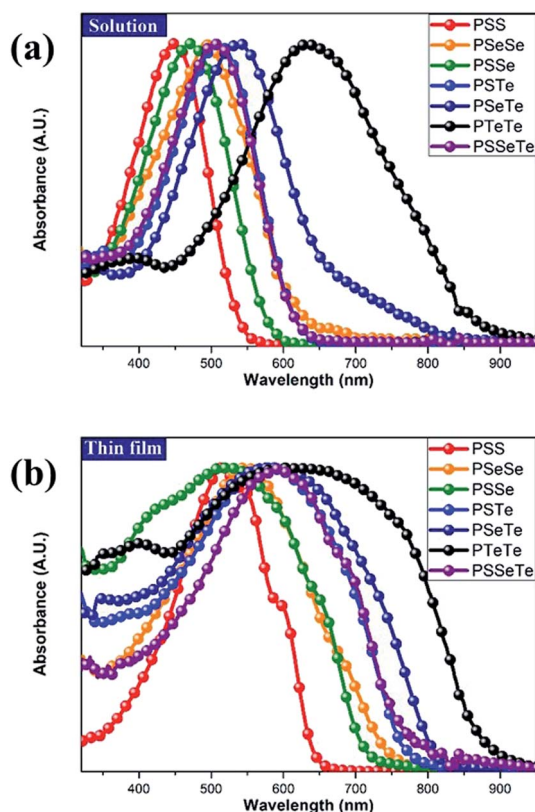 (a)
Solution
PSS
PSeSe
PSSe
PSTe
PSeTe
PTeTe
PSSeTe
Absorbance (A.U.)
400 500 600 700 800 900
Wavelength (nm)
(b)
Thin film
PSS
PSeSe
PSSe
PSTe
PSeTe
PTeTe
PSSeTe
Absorbance (A.U.)
400 500 600 700 800 900
Wavelength (nm)